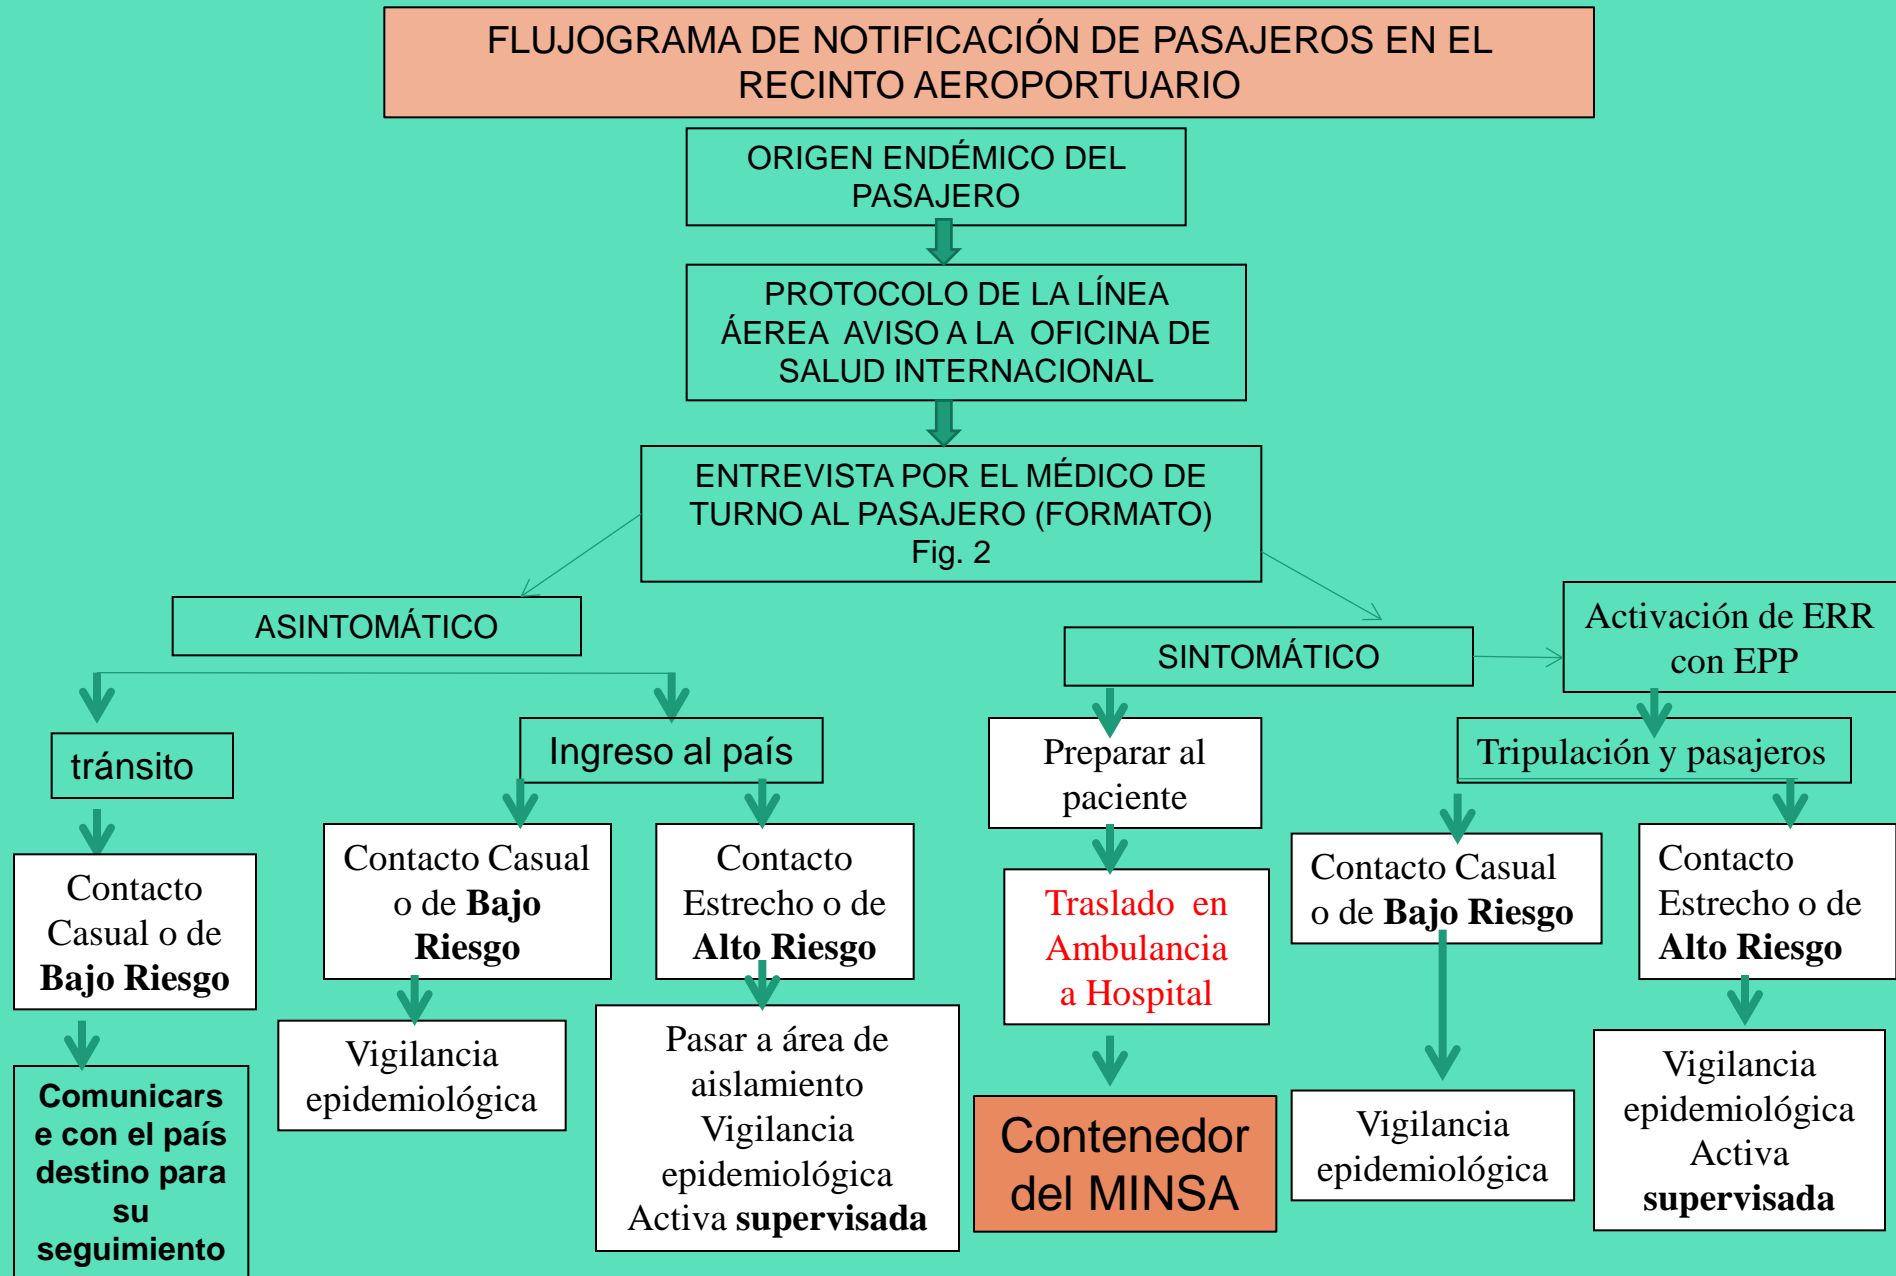 FLUJOGRAMA DE NOTIFICACIÓN DE PASAJEROS EN EL
RECINTO AEROPORTUARIO
ORIGEN ENDÉMICO DEL
PASAJERO
PROTOCOLO DE LA LÍNEA
ÁEREA AVISO A LA OFICINA DE
SALUD INTERNACIONAL
ENTREVISTA POR EL MÉDICO DE
TURNO AL PASAJERO (FORMATO)
Fig. 2
ASINTOMÁTICO
SINTOMÁTICO
Activación de ERR
con EPP
tránsito
Ingreso al país
Preparar al
paciente
Tripulación y pasajeros
Contacto
Casual o de
Bajo Riesgo
Contacto Casual
o de Bajo
Riesgo
Contacto
Estrecho o de
Alto Riesgo
Traslado en
Ambulancia
a Hospital
Contacto Casual
o de Bajo Riesgo
Contacto
Estrecho o de
Alto Riesgo
Comunicars
e con el país
destino para
su
seguimiento
Vigilancia
epidemiológica
Pasar a área de
aislamiento
Vigilancia
epidemiológica
Activa supervisada
Contenedor
del MINSA
Vigilancia
epidemiológica
Vigilancia
epidemiológica
Activa
supervisada